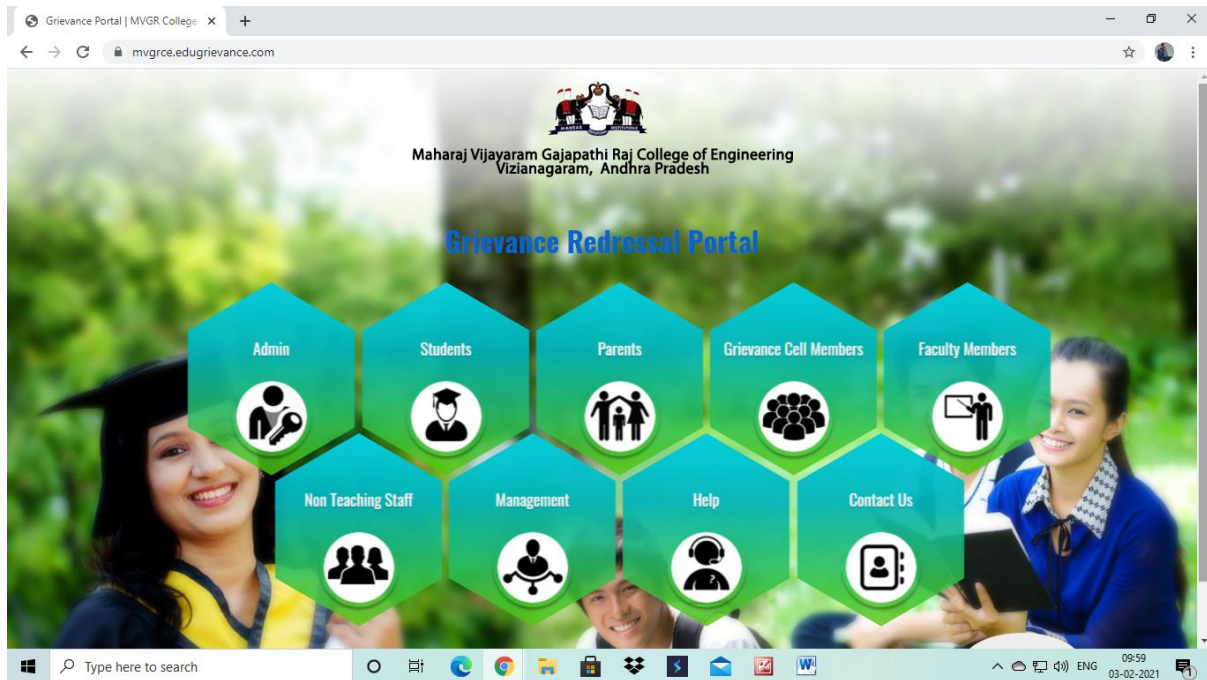 Grievance Portal | MVGR College
mvgrce.edugrievance.com
Maharaj Vijayaram Gajapathi Raj College of Engineering
Vizianagaram, Andhra Pradesh
Grievance Redressal Portal
Admin
Students
Parents
Grievance Cell Members
Faculty Members
Non Teaching Staff
Management
Help
Contact Us
Type here to search
ENG
09:59
03-02-2021